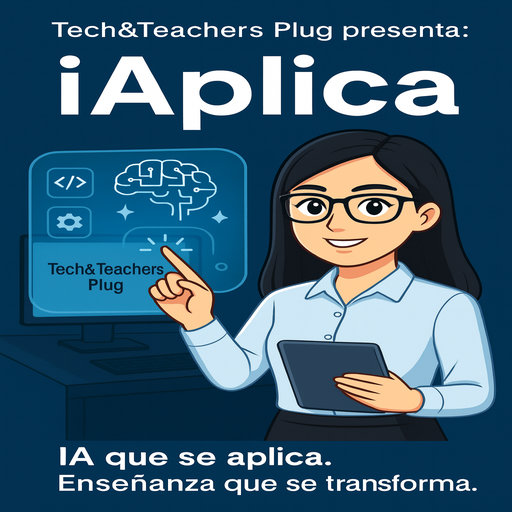 Tech&Teachers Plug presenta:
iAplica
</>
Tech&Teachers
Plug
IA que se aplica.
Enseñanza que se transforma.